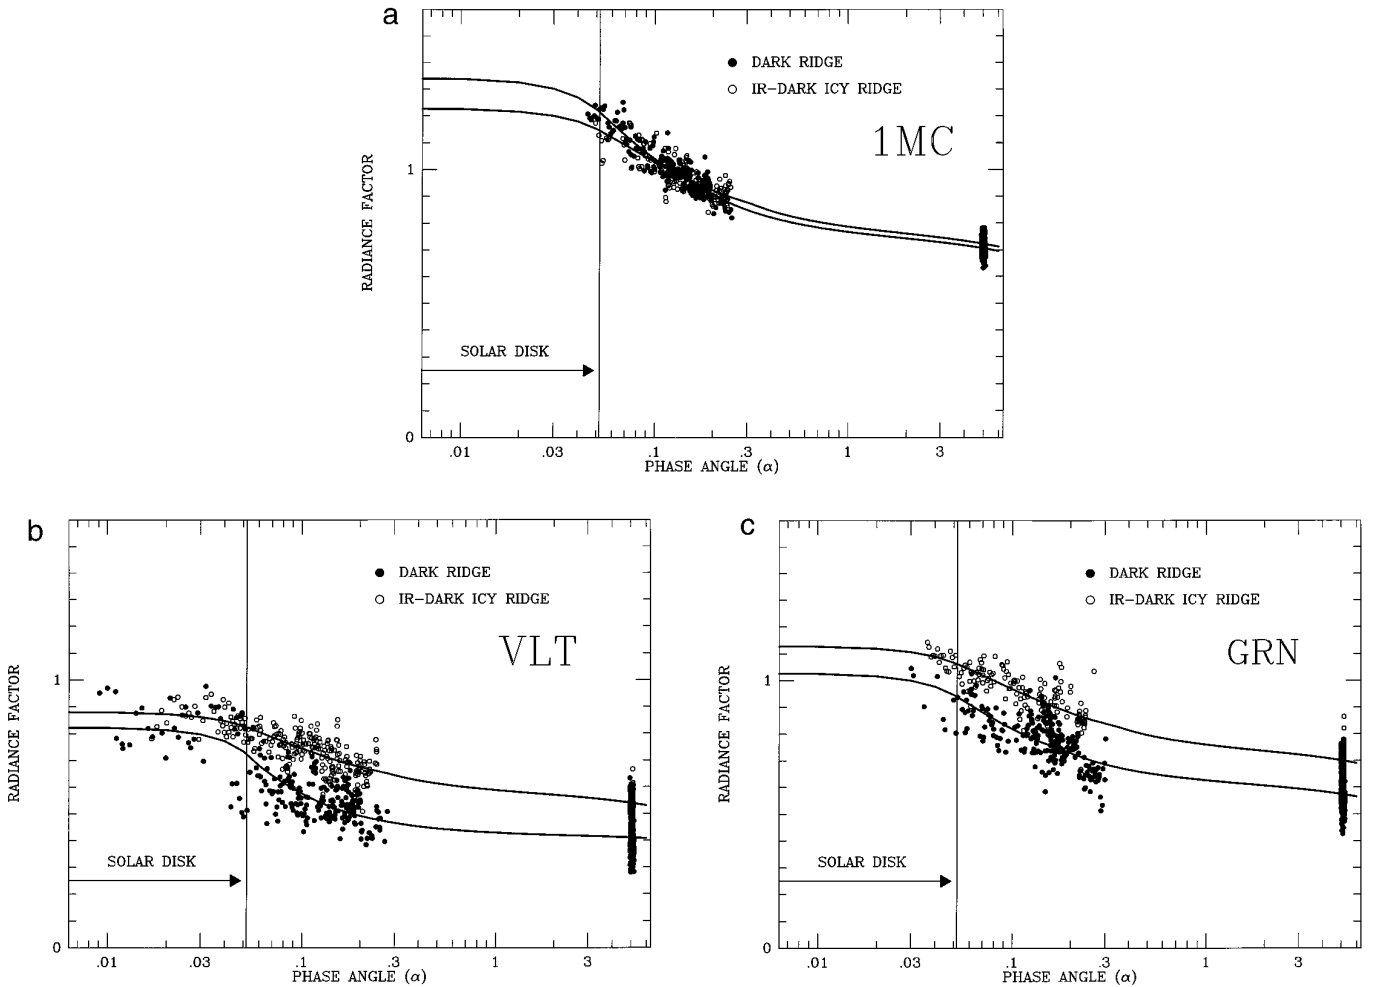 a
DARK RIDGE
IR-DARK ICY RIDGE
1MC
RADIANCE FACTOR
1
SOLAR DISK
0
.01 .03 .1 .3 1 3
PHASE ANGLE (α)
b
DARK RIDGE
IR-DARK ICY RIDGE
VLT
RADIANCE FACTOR
1
SOLAR DISK
0
.01 .03 .1 .3 1 3
PHASE ANGLE (α)
c
DARK RIDGE
IR-DARK ICY RIDGE
GRN
RADIANCE FACTOR
1
SOLAR DISK
0
.01 .03 .1 .3 1 3
PHASE ANGLE (α)